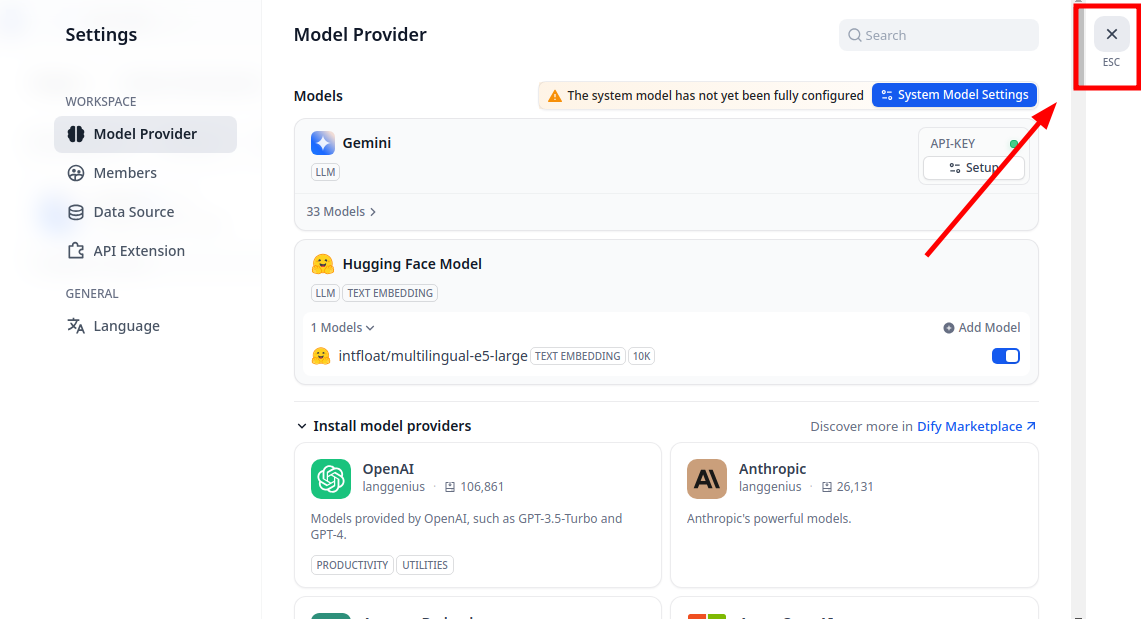 Settings
WORKSPACE
Model Provider
Members
Data Source
API Extension
GENERAL
Language
Model Provider
Search
ESC
Models
The system model has not yet been fully configured
System Model Settings
Gemini
LLM
API-KEY
Setup
33 Models
Hugging Face Model
LLM TEXT EMBEDDING
1 Models
Add Model
intfloat/multilingual-e5-large TEXT EMBEDDING 10K
Install model providers
Discover more in Dify Marketplace
OpenAI
langgenius · 106,861
Models provided by OpenAI, such as GPT-3.5-Turbo and
GPT-4.
PRODUCTIVITY UTILITIES
Anthropic
langgenius · 26,131
Anthropic's powerful models.